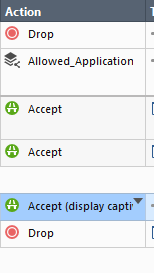 Action
Drop
Allowed_Application
Accept
Accept
Accept (display capti
Drop